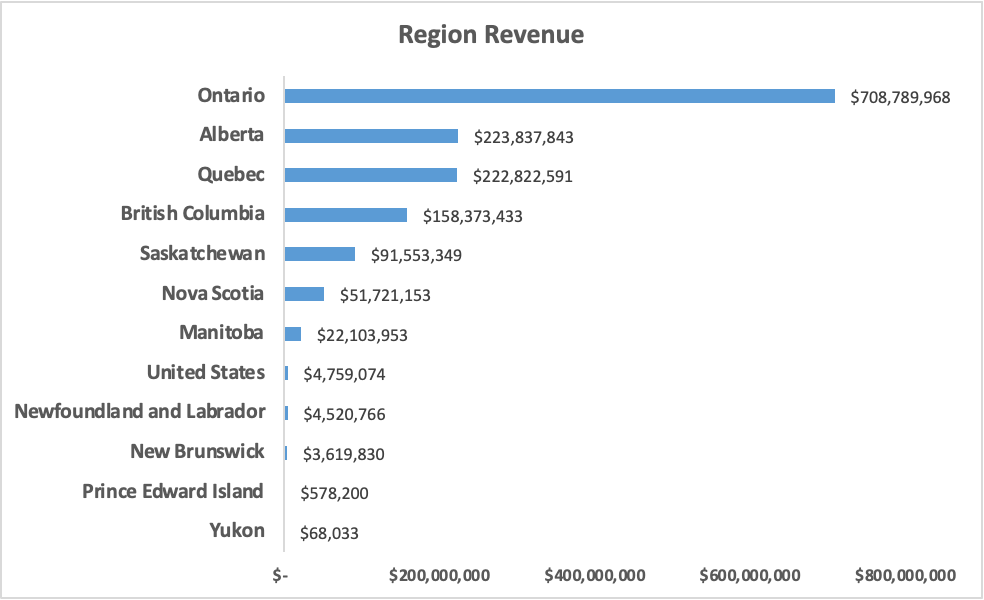 Region Revenue
Ontario $708,789,968
Alberta $223,837,843
Quebec $222,822,591
British Columbia $158,373,433
Saskatchewan $91,553,349
Nova Scotia $51,721,153
Manitoba $22,103,953
United States $4,759,074
Newfoundland and Labrador $4,520,766
New Brunswick $3,619,830
Prince Edward Island $578,200
Yukon $68,033
$- $200,000,000 $400,000,000 $600,000,000 $800,000,000